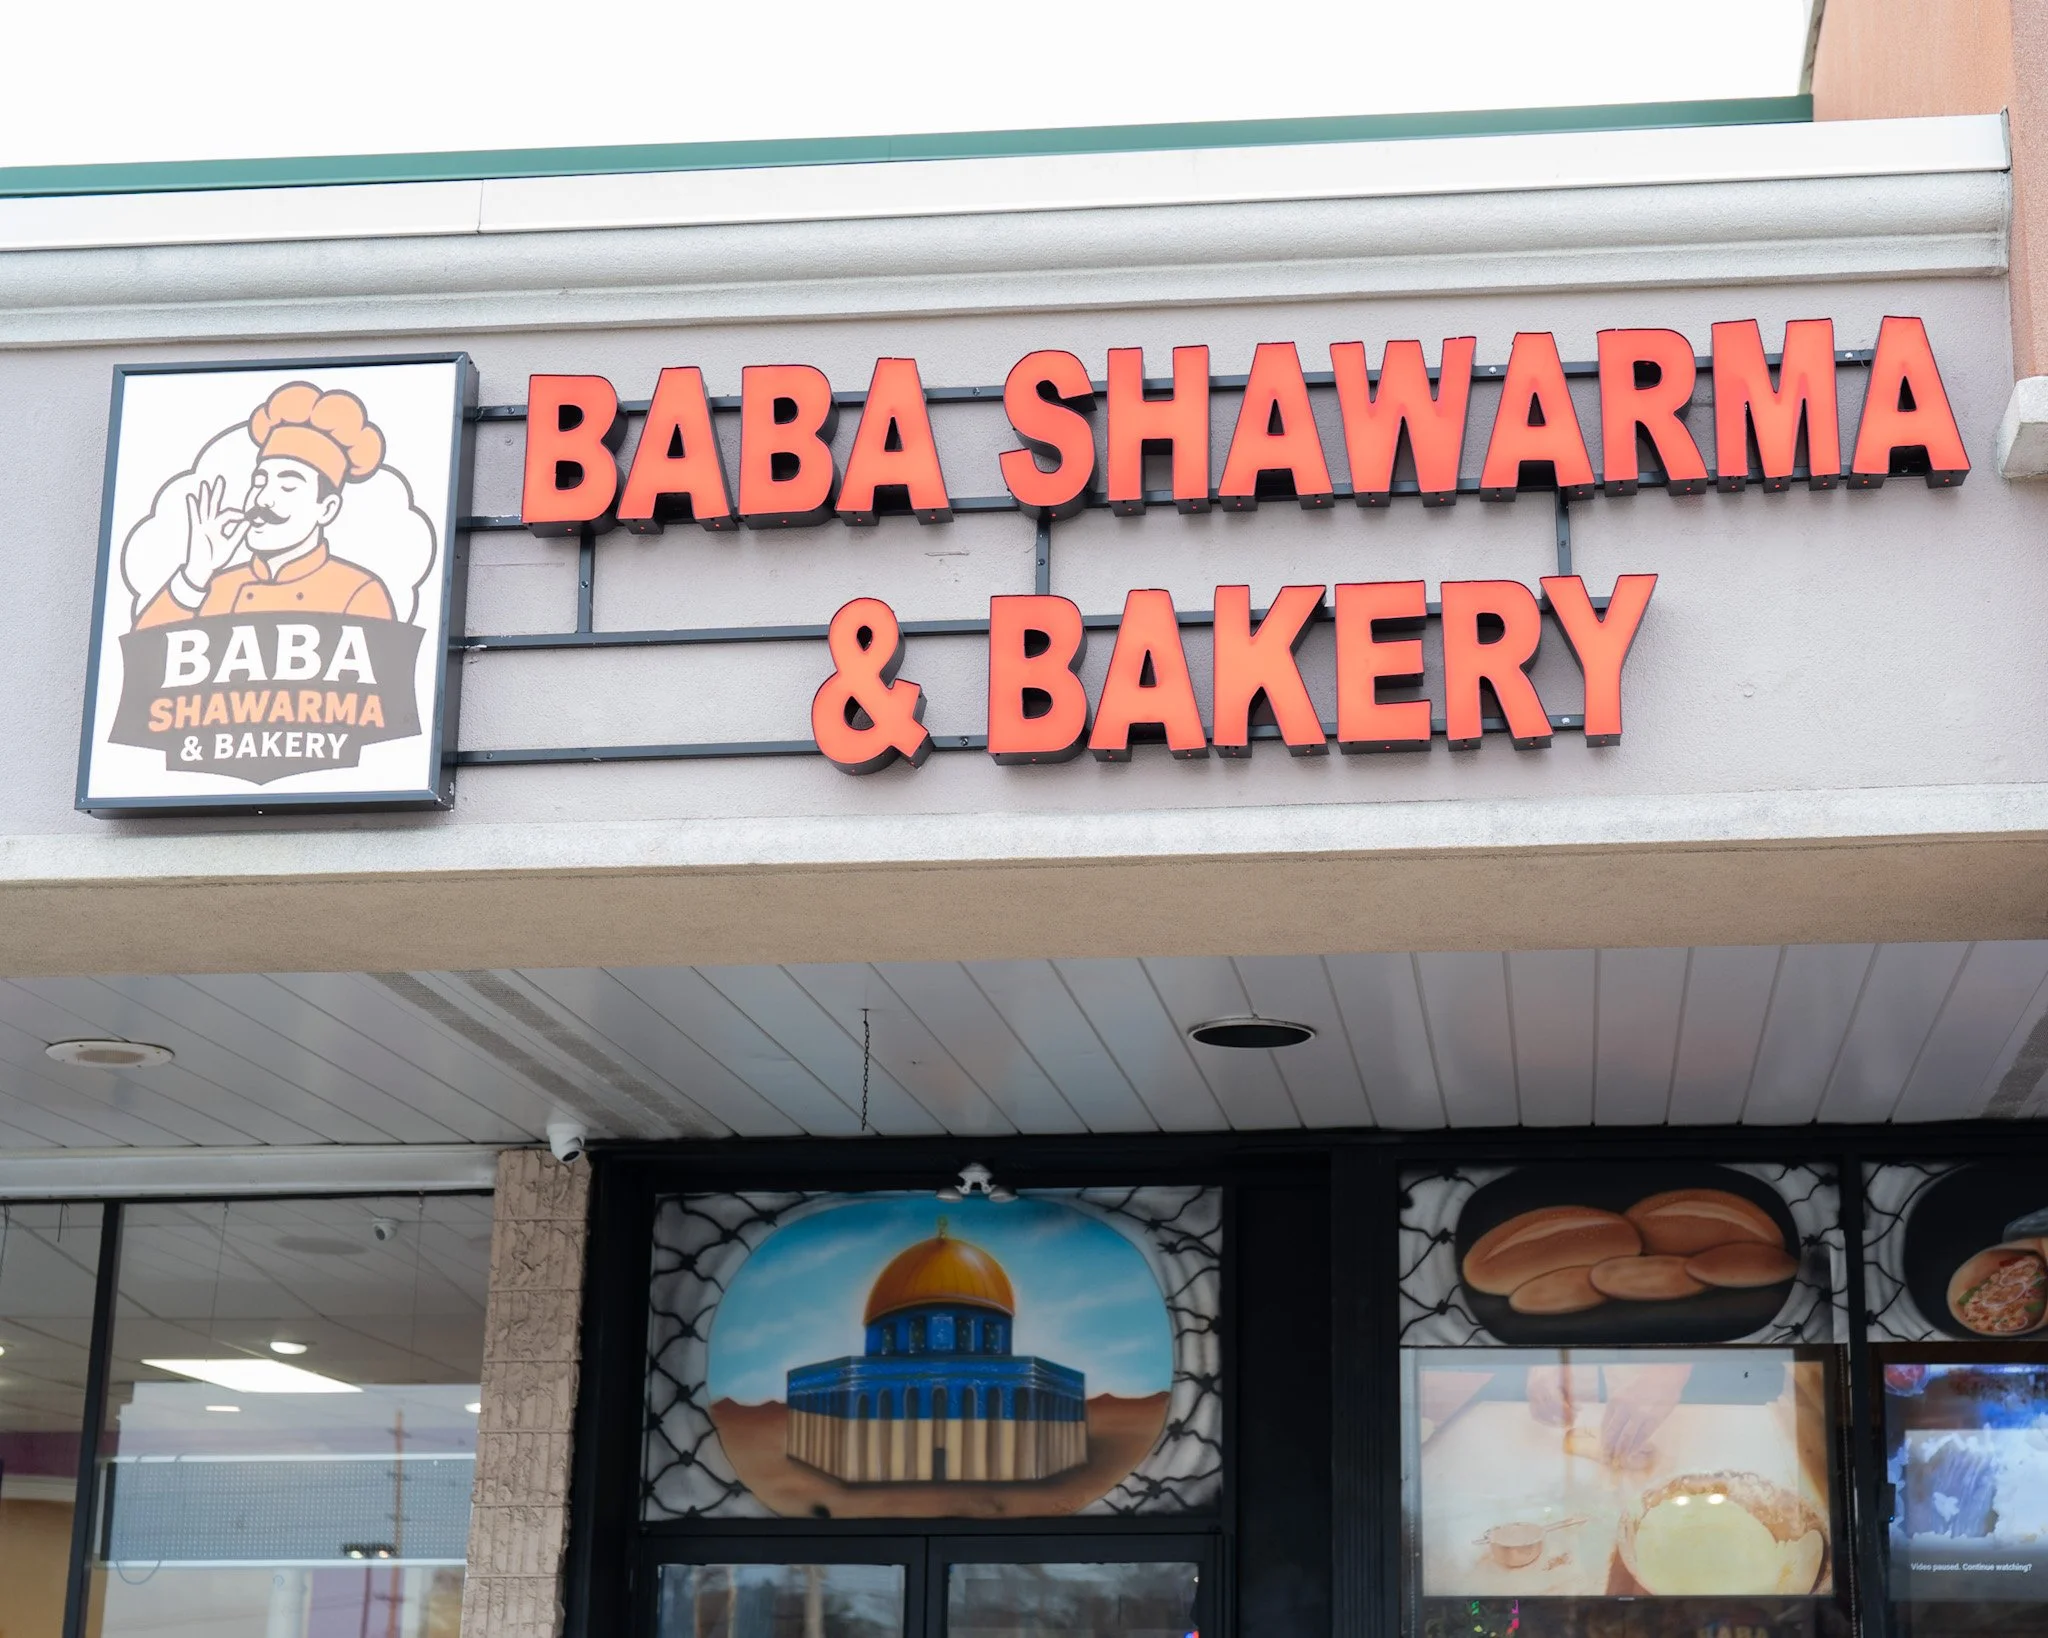 BABA SHAWARMA
& BAKERY
BABA
SHAWARMA
& BAKERY
Video paused. Continue watching?